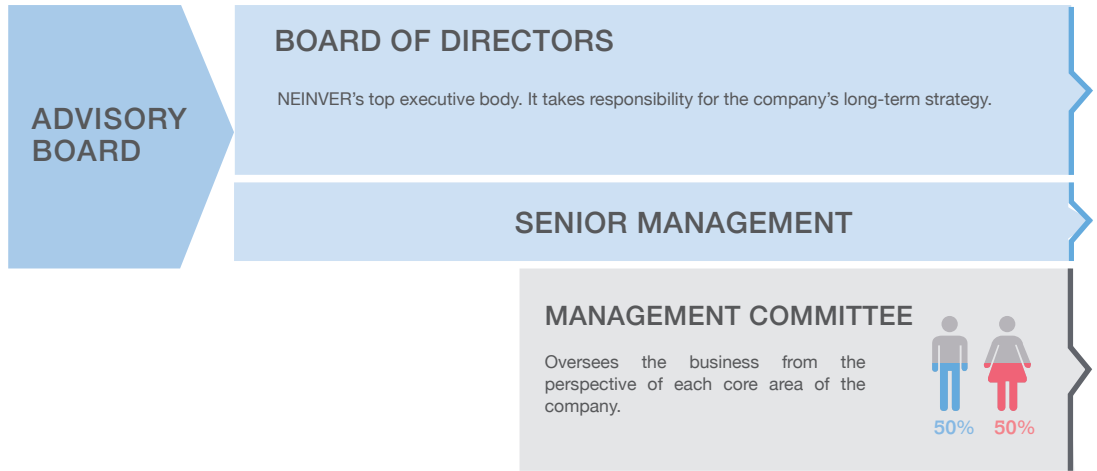 ADVISORY
BOARD
BOARD OF DIRECTORS
NEINVER’s top executive body. It takes responsibility for the company’s long-term strategy.
SENIOR MANAGEMENT
MANAGEMENT COMMITTEE
Oversees the business from the
perspective of each core area of the
company.
50% 50%